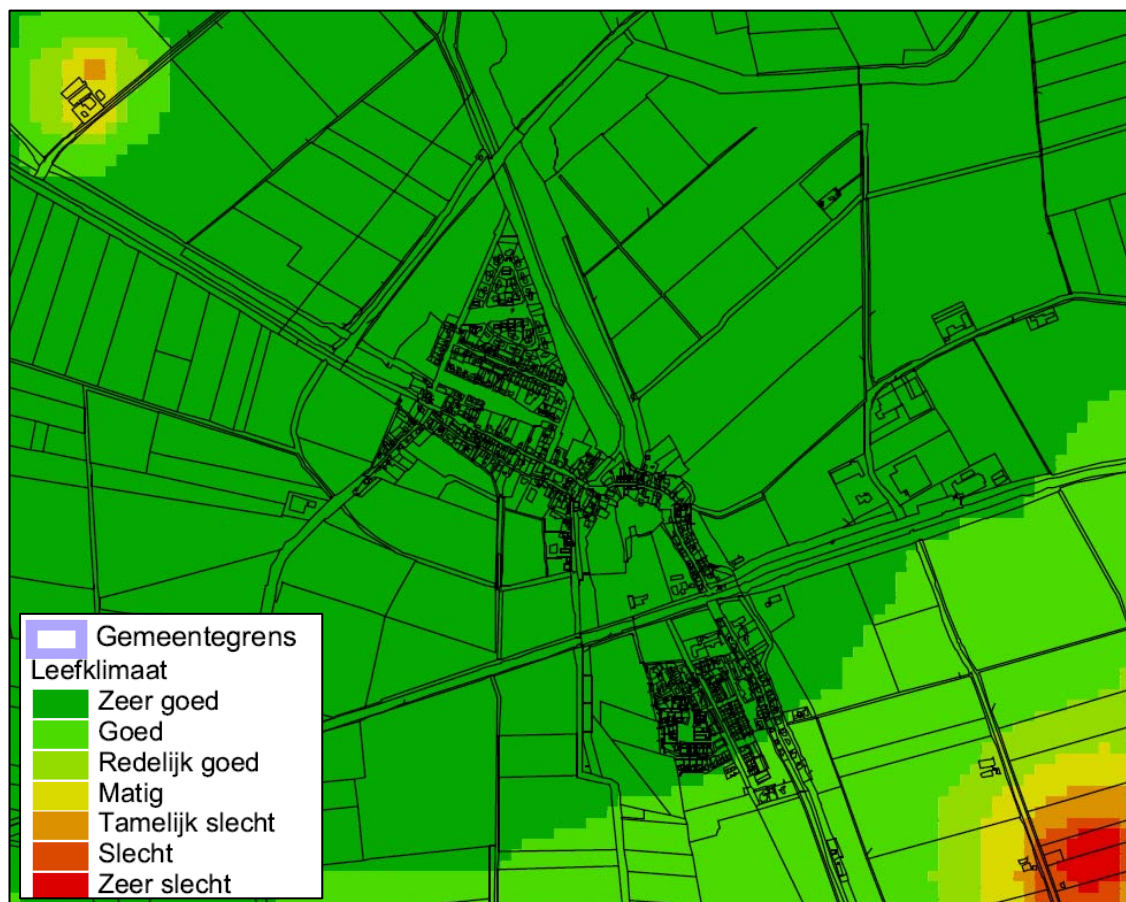 Gemeentegrens
Leefklimaat
Zeer goed
Goed
Redelijk goed
Matig
Tamelijk slecht
Slecht
Zeer slecht